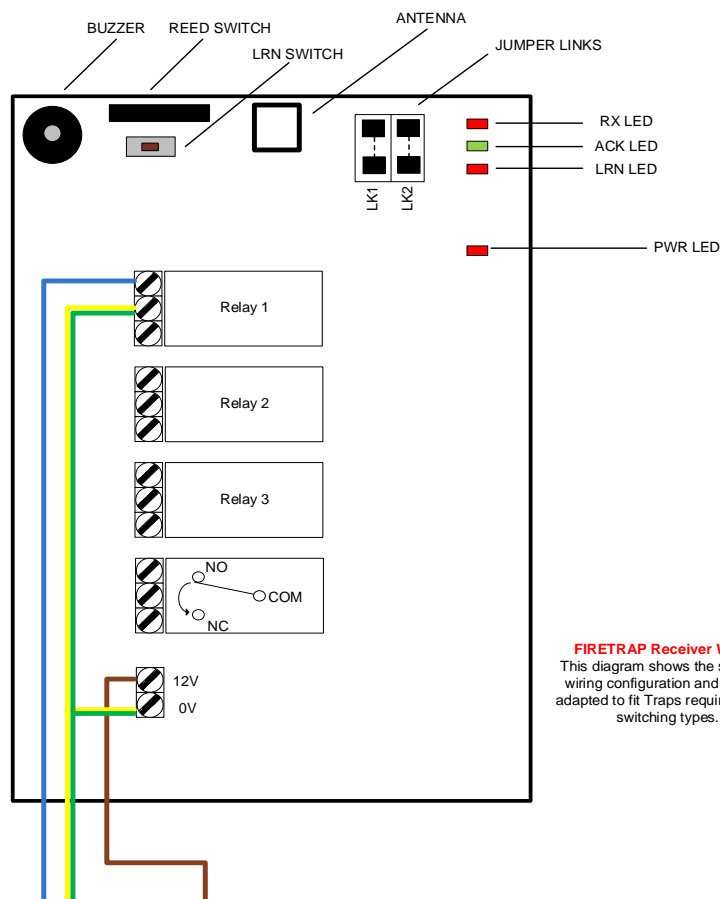 ANTENNA
BUZZER
REED SWITCH
LRN SWITCH
JUMPER LINKS
RX LED
ACK LED
LRN LED
LK1
LK2
PWR LED
Relay 1
Relay 2
Relay 3
NO
COM
NC
12V
0V
FIRETRAP Receiver
This diagram shows the
wiring configuration and
adapted to fit Traps
switching types.